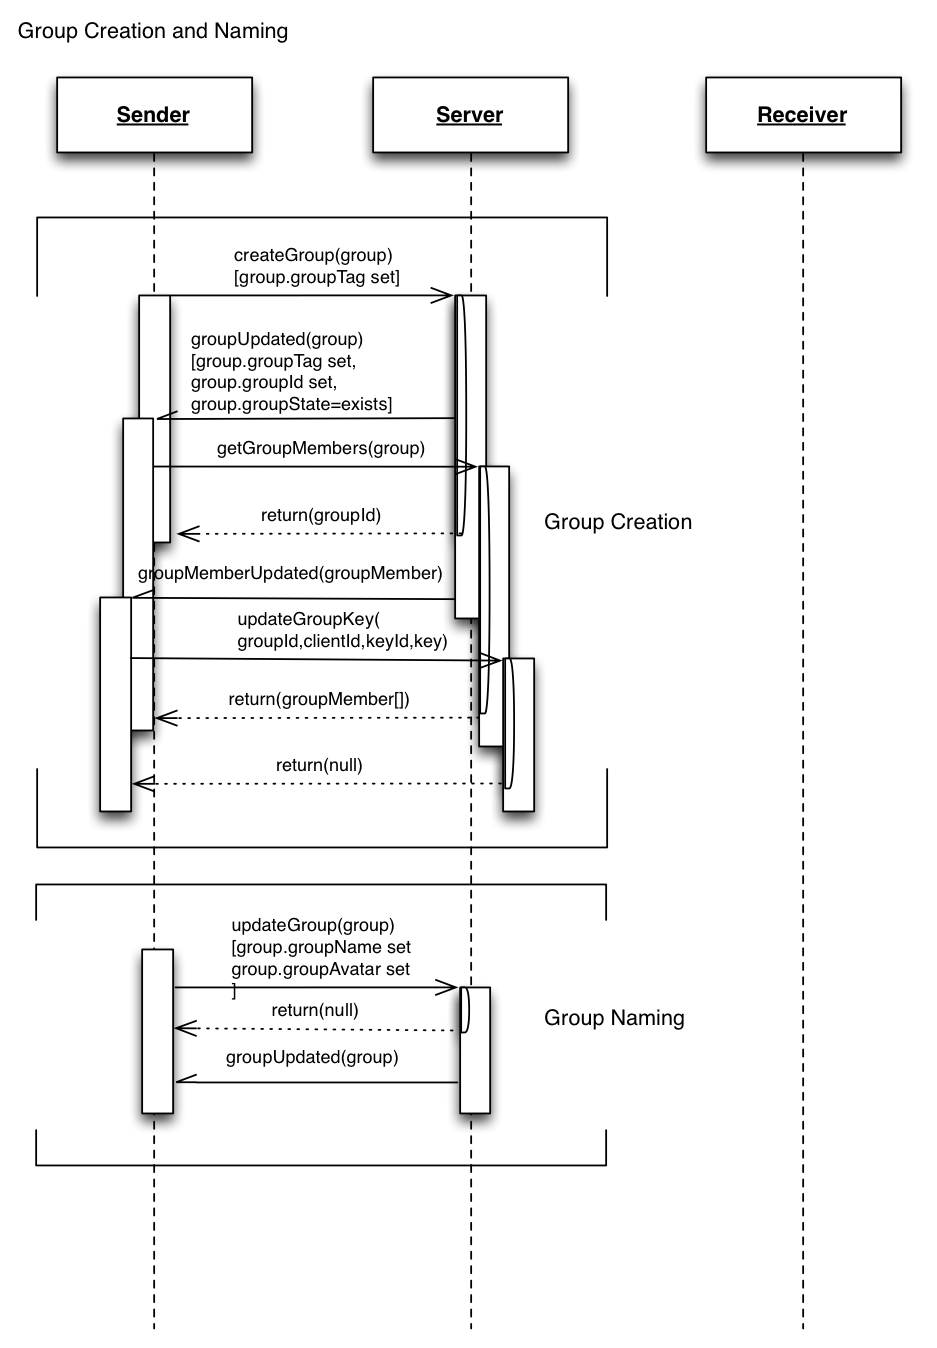 Group Creation and Naming
Sender
Server
Receiver
createGroup(group)
[group.groupTag set]
groupUpdated(group)
[group.groupTag set,
group.groupId set,
group.groupState=exists]
getGroupMembers(group)
return(groupId)
Group Creation
groupMemberUpdated(groupMember)
updateGroupKey(
groupId,clientId,keyId,key)
return(groupMember[])
return(null)
updateGroup(group)
[group.groupName set
group.groupAvatar set
]
return(null)
Group Naming
groupUpdated(group)